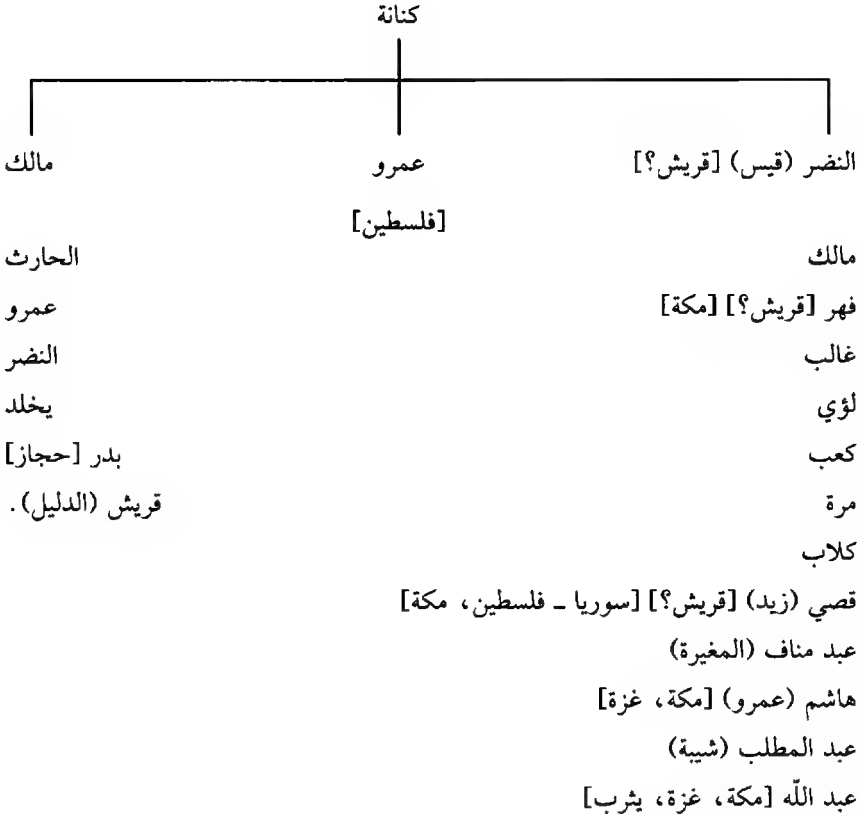 كنانة
النضر (قيس) [قريش؟] عمرو مالك
[فلسطين]
مالك الحارث
فهر [قريش؟] [مكة] عمرو
غالب النضر
لؤي يخلد
كعب بدر [حجاز]
مرة قريش (الدليل).
كلاب
قصي (زيد) [قريش؟] [سوريا ـ فلسطين، مكة]
عبد مناف (المغيرة)
هاشم (عمرو) [مكة، غزة]
عبد المطلب (شيبة)
عبد اللّه [مكة، غزة، يثرب]